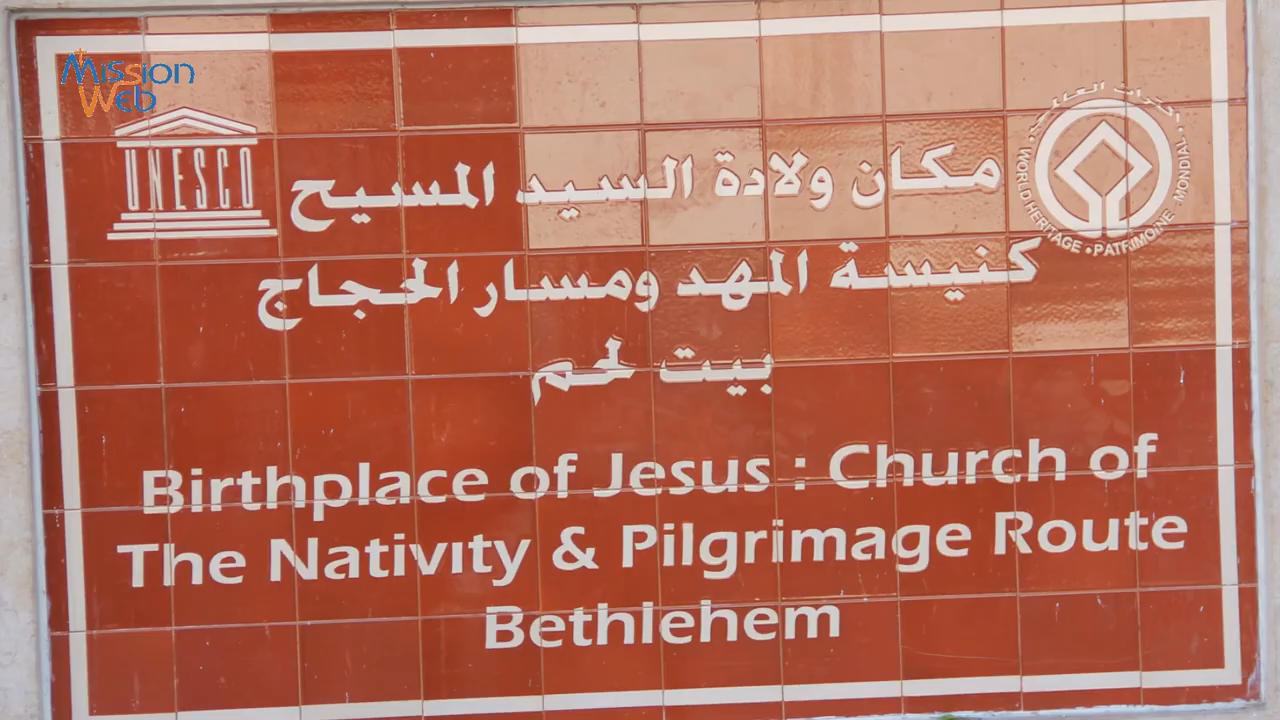 Mission
Web
UNESCO
WORLD HERITAGE • PATRIMOINE MONDIAL •
مكان ولادة السيد المسيح
كنيسة المهد ومسار الحجاج
بيت لحم
Birthplace of Jesus : Church of
The Nativity & Pilgrimage Route
Bethlehem